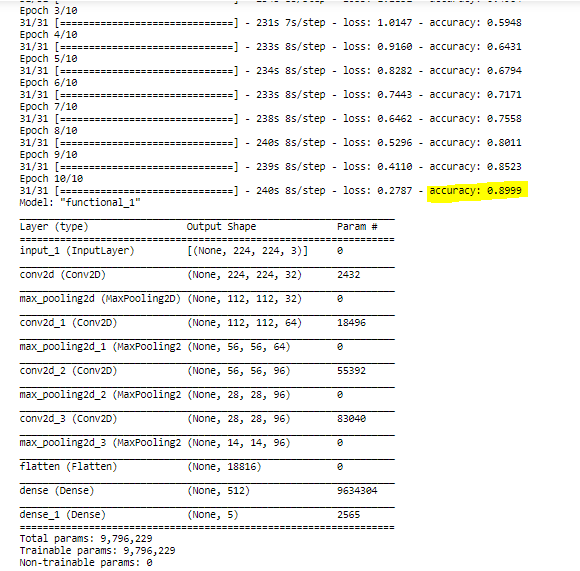 Epoch 3/10
31/31 [==============================] - 231s 7s/step - loss: 1.0147 - accuracy: 0.5948
Epoch 4/10
31/31 [==============================] - 233s 8s/step - loss: 0.9160 - accuracy: 0.6431
Epoch 5/10
31/31 [==============================] - 234s 8s/step - loss: 0.8282 - accuracy: 0.6794
Epoch 6/10
31/31 [==============================] - 233s 8s/step - loss: 0.7443 - accuracy: 0.7171
Epoch 7/10
31/31 [==============================] - 238s 8s/step - loss: 0.6462 - accuracy: 0.7558
Epoch 8/10
31/31 [==============================] - 240s 8s/step - loss: 0.5296 - accuracy: 0.8011
Epoch 9/10
31/31 [==============================] - 239s 8s/step - loss: 0.4110 - accuracy: 0.8523
Epoch 10/10
31/31 [==============================] - 240s 8s/step - loss: 0.2787 - accuracy: 0.8999
Model: "functional_1"
_________________________________________________________________
Layer (type)                 Output Shape              Param #
=================================================================
input_1 (InputLayer)         [(None, 224, 224, 3)]     0
_________________________________________________________________
conv2d (Conv2D)              (None, 224, 224, 32)      2432
_________________________________________________________________
max_pooling2d (MaxPooling2D) (None, 112, 112, 32)      0
_________________________________________________________________
conv2d_1 (Conv2D)            (None, 112, 112, 64)      18496
_________________________________________________________________
max_pooling2d_1 (MaxPooling2 (None, 56, 56, 64)        0
_________________________________________________________________
conv2d_2 (Conv2D)            (None, 56, 56, 96)        55392
_________________________________________________________________
max_pooling2d_2 (MaxPooling2 (None, 28, 28, 96)        0
_________________________________________________________________
conv2d_3 (Conv2D)            (None, 28, 28, 96)        83040
_________________________________________________________________
max_pooling2d_3 (MaxPooling2 (None, 14, 14, 96)        0
_________________________________________________________________
flatten (Flatten)            (None, 18816)             0
_________________________________________________________________
dense (Dense)                (None, 512)               9634304
_________________________________________________________________
dense_1 (Dense)              (None, 5)                 2565
=================================================================
Total params: 9,796,229
Trainable params: 9,796,229
Non-trainable params: 0